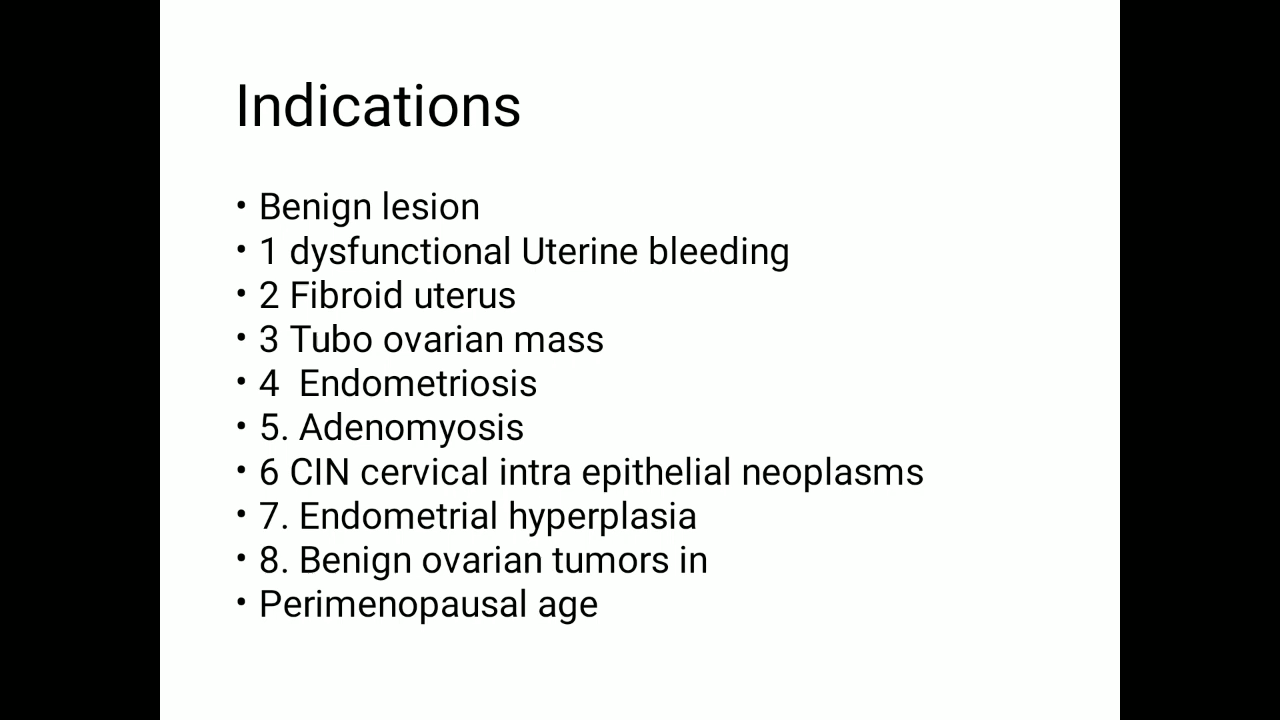 Indications
• Benign lesion
• 1 dysfunctional Uterine bleeding
• 2 Fibroid uterus
• 3 Tubo ovarian mass
• 4  Endometriosis
• 5. Adenomyosis
• 6 CIN cervical intra epithelial neoplasms
• 7. Endometrial hyperplasia
• 8. Benign ovarian tumors in
• Perimenopausal age